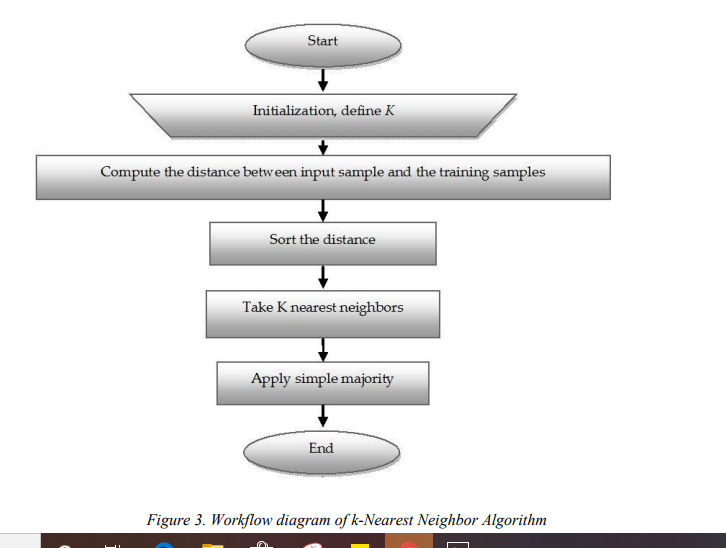 Start
Initialization, define K
Compute the distance between input sample and the training samples
Sort the distance
Take K nearest neighbors
Apply simple majority
End
Figure 3. Workflow diagram of k-Nearest Neighbor Algorithm